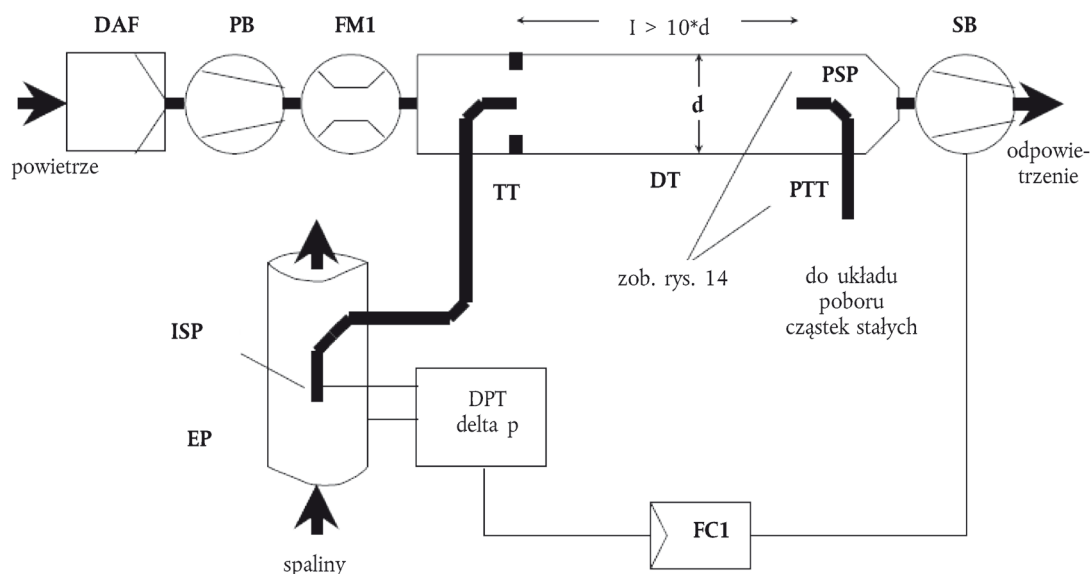 DAF
PB
FM1
l > 10*d
SB
PSP
d
powietrze
odpowie-
trzenie
TT
DT
PTT
zob. rys. 14
do układu
poboru
cząstek stałych
ISP
DPT
delta p
EP
FC1
spaliny